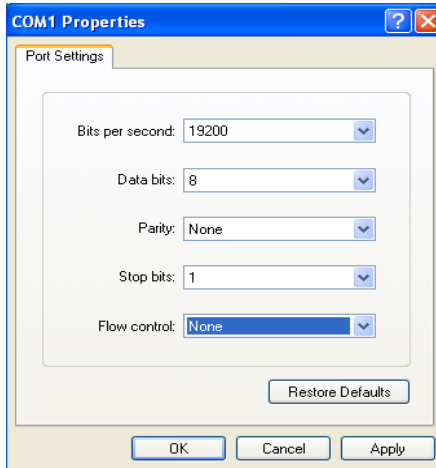 COM1 Properties
Port Settings
Bits per second: 19200
Data bits: 8
Parity: None
Stop bits: 1
Flow control: None
Restore Defaults
OK Cancel Apply